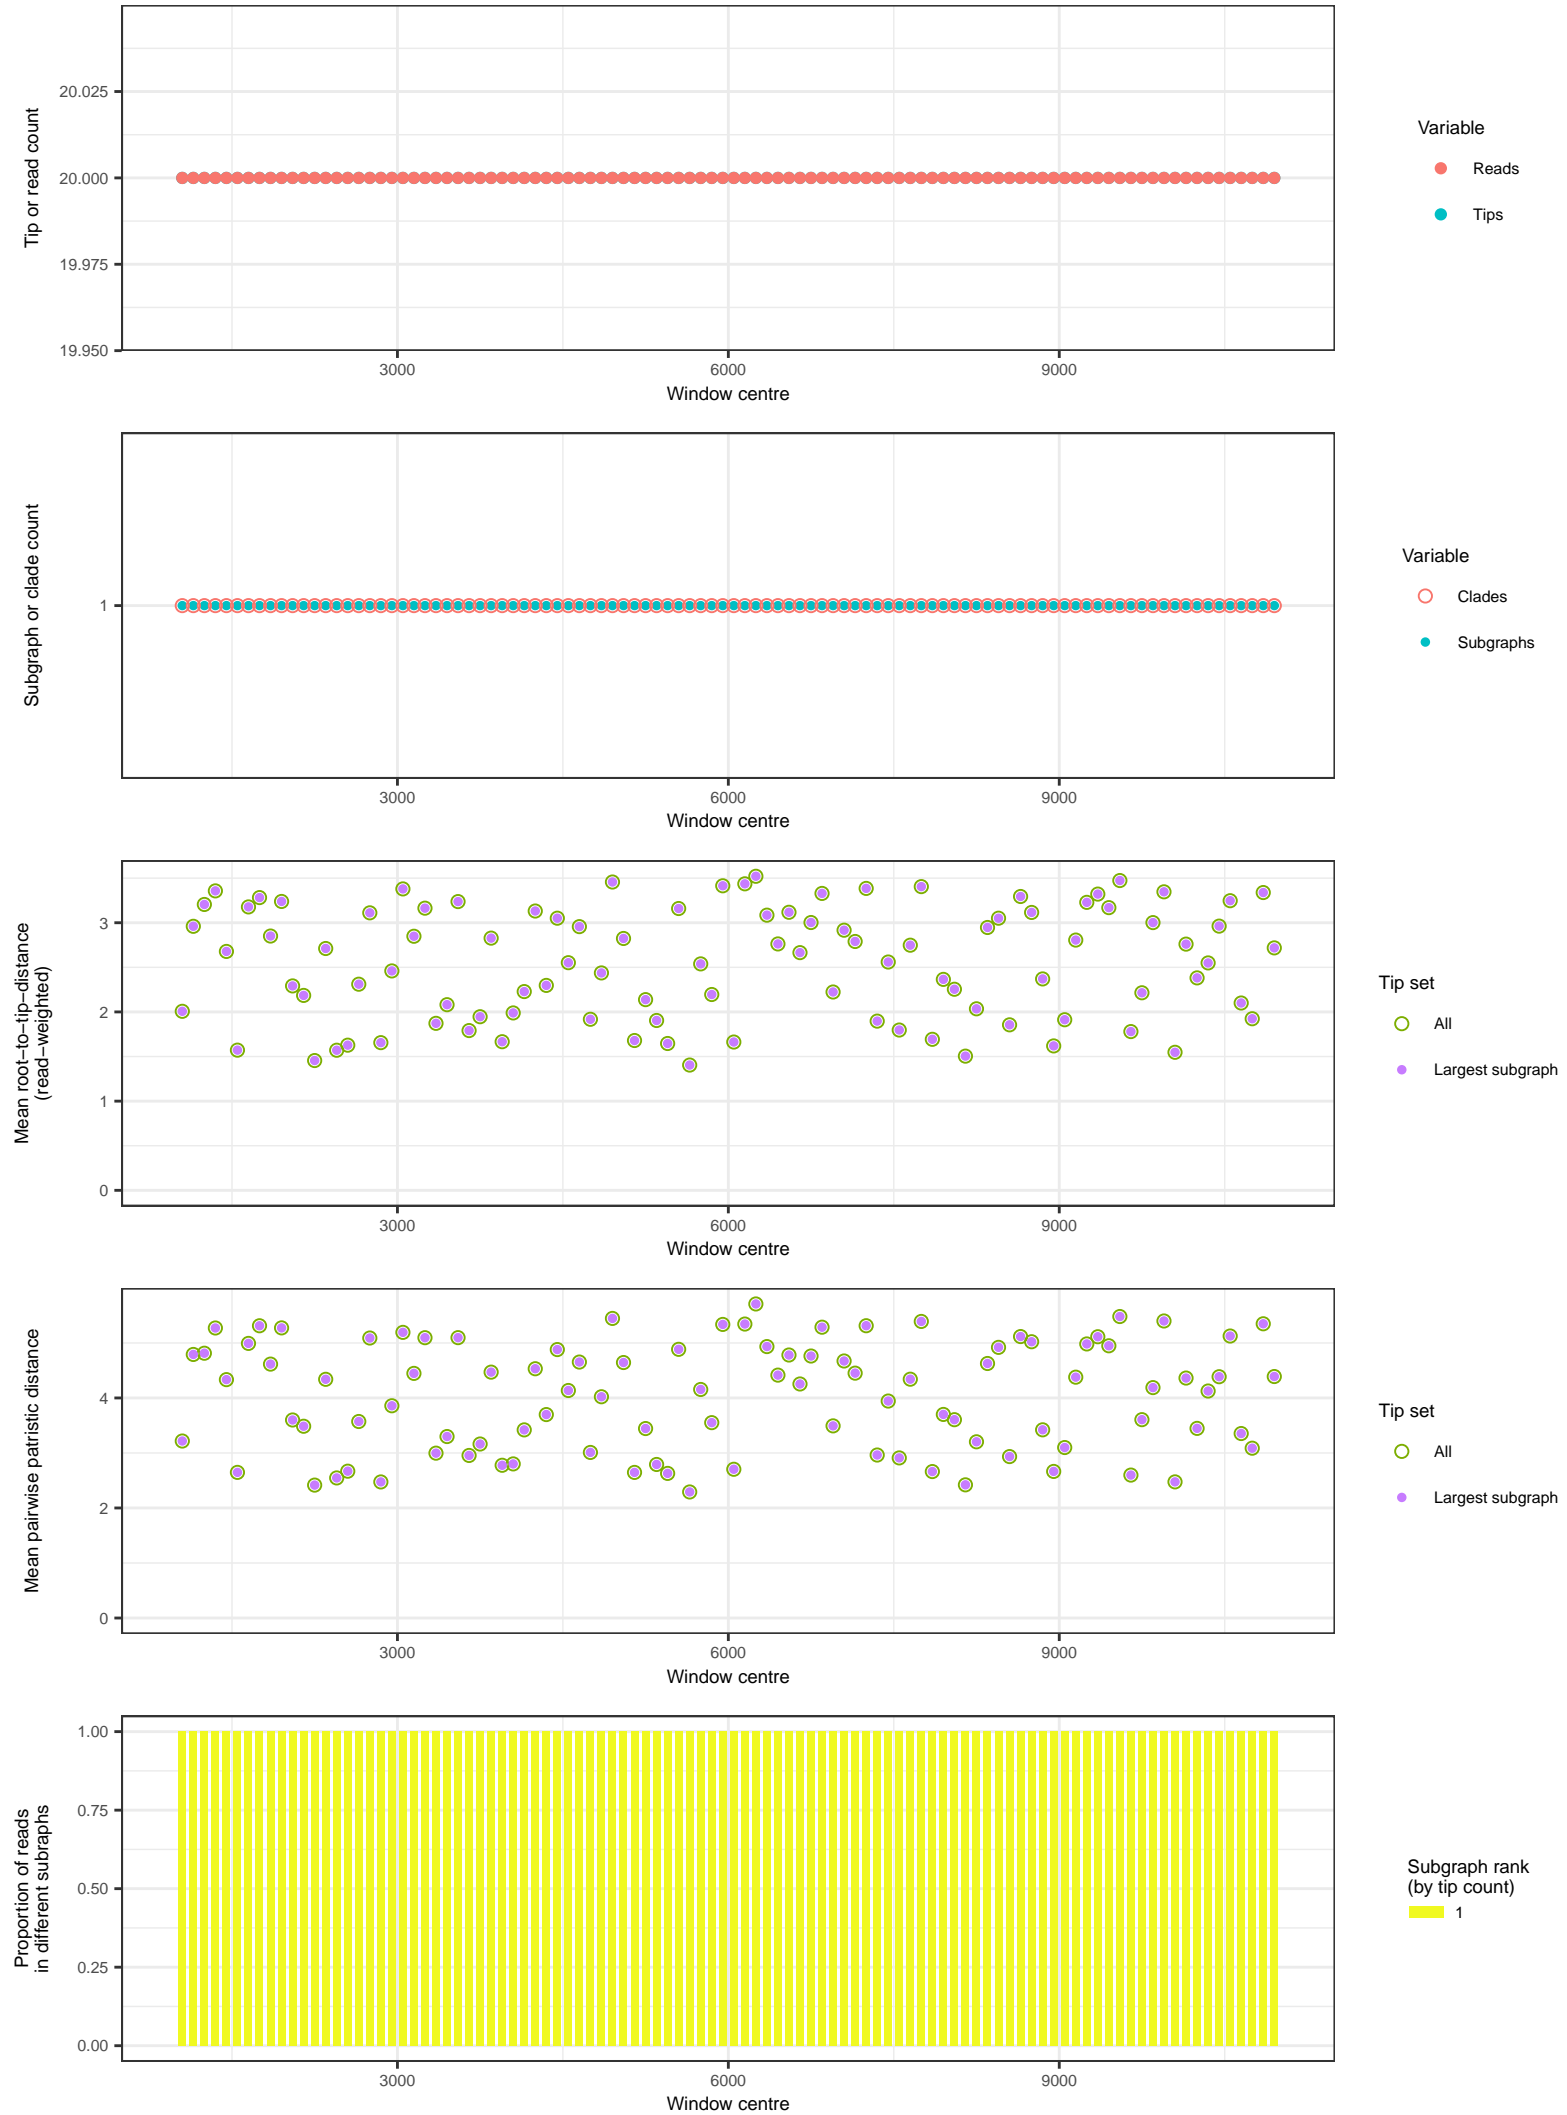 Tip or read count
20.025
20.000
19.975
19.950
3000
6000
9000
Window centre
Variable
Reads
Tips
Subgraph or clade count
1
3000
6000
9000
Window centre
Variable
Clades
Subgraphs
Mean root−to−tip−distance
(read−weighted)
3
2
1
0
3000
6000
9000
Window centre
Tip set
All
Largest subgraph
Mean pairwise patristic distance
4
2
0
3000
6000
9000
Window centre
Tip set
All
Largest subgraph
Proportion of reads
in different subraphs
1.00
0.75
0.50
0.25
0.00
3000
6000
9000
Window centre
Subgraph rank
(by tip count)
1